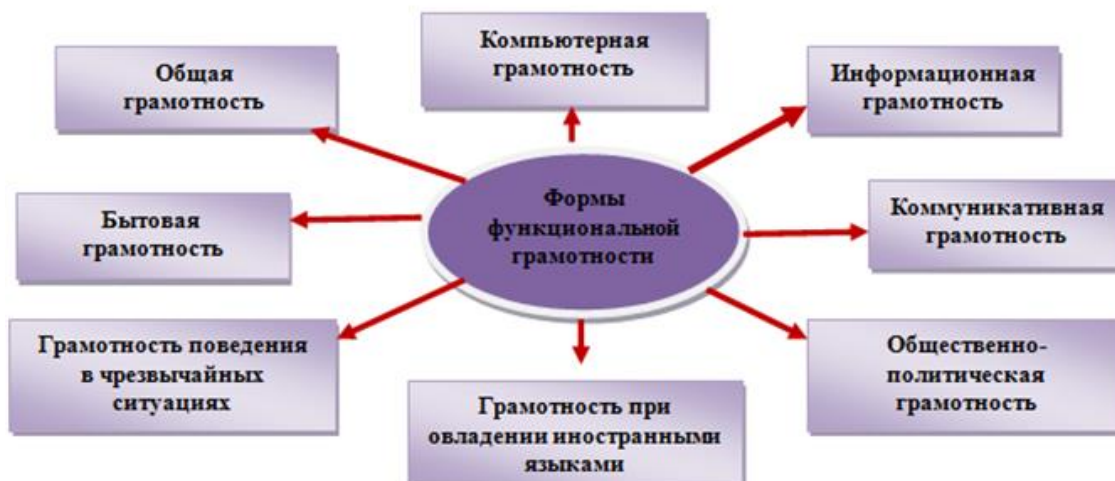 Компьютерная
грамотность
Общая
грамотность
Информационная
грамотность
Формы
функциональной
грамотности
Бытовая
грамотность
Коммуникативная
грамотность
Грамотность поведения
в чрезвычайных
ситуациях
Общественно-
политическая
грамотность
Грамотность при
овладении иностранными
языками